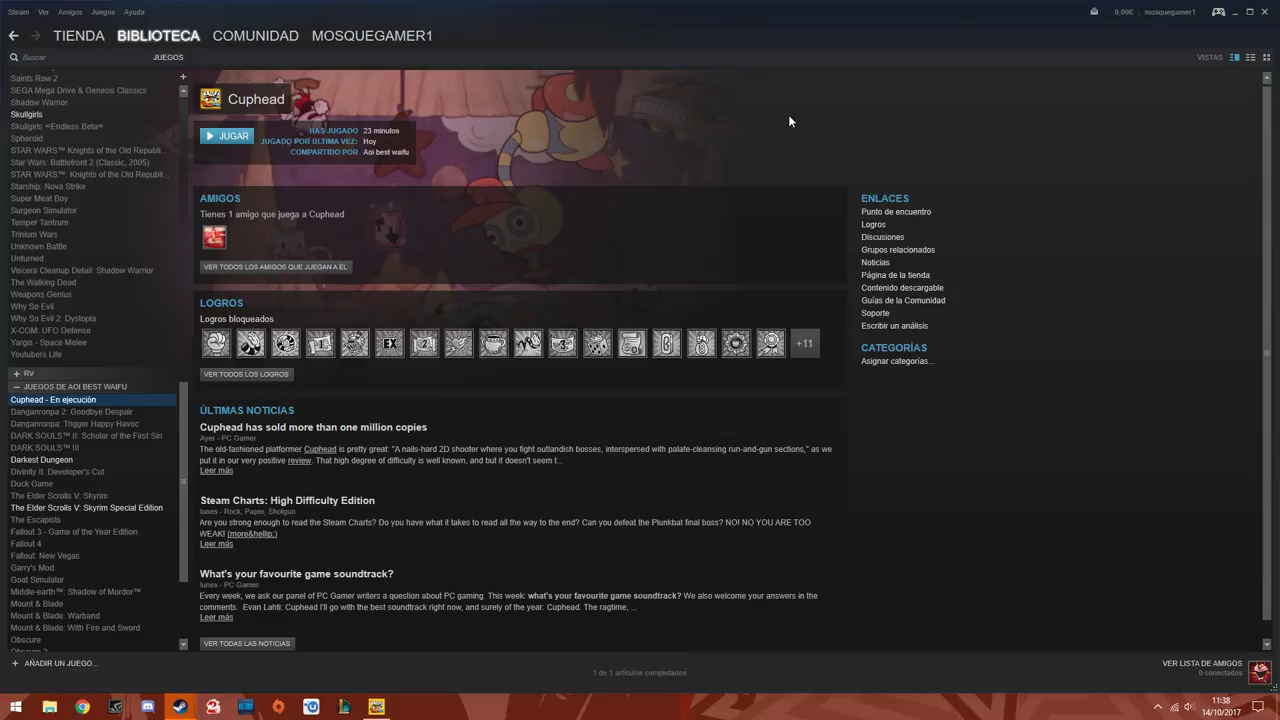 Steam Ver Amigos Juegos Ayuda
0,00€ mosquegamer1
TIENDA BIBLIOTECA COMUNIDAD MOSQUEGAMER1
Buscar JUEGOS
VISTAS
Saints Row 2
SEGA Mega Drive & Genesis Classics
Shadow Warrior
Skullgirls
Skullgirls ∞Endless Beta∞
Spheroid
STAR WARS™ Knights of the Old Republi...
Star Wars: Battlefront 2 (Classic, 2005)
STAR WARS™: Knights of the Old Republi...
Starship: Nova Strike
Super Meat Boy
Surgeon Simulator
Temper Tantrum
Trinium Wars
Unknown Battle
Unturned
Viscera Cleanup Detail: Shadow Warrior
The Walking Dead
Weapons Genius
Why So Evil
Why So Evil 2: Dystopia
X-COM: UFO Defense
Yargis - Space Melee
Youtubers Life
+ RV
− JUEGOS DE AOI BEST WAIFU
Cuphead - En ejecución
Danganronpa 2: Goodbye Despair
Danganronpa: Trigger Happy Havoc
DARK SOULS™ II: Scholar of the First Sin
DARK SOULS™ III
Darkest Dungeon
Divinity II: Developer's Cut
Duck Game
The Elder Scrolls V: Skyrim
The Elder Scrolls V: Skyrim Special Edition
The Escapists
Fallout 3 - Game of the Year Edition
Fallout 4
Fallout: New Vegas
Garry's Mod
Goat Simulator
Middle-earth™: Shadow of Mordor™
Mount & Blade
Mount & Blade: Warband
Mount & Blade: With Fire and Sword
Obscure
Obscure 2
+ AÑADIR UN JUEGO...
Cuphead
JUGAR
HAS JUGADO 23 minutos
JUGADO POR ÚLTIMA VEZ: Hoy
COMPARTIDO POR Aoi best waifu
AMIGOS
Tienes 1 amigo que juega a Cuphead
VER TODOS LOS AMIGOS QUE JUEGAN A ÉL
LOGROS
Logros bloqueados
1 EX 2 3 +11
VER TODOS LOS LOGROS
ÚLTIMAS NOTICIAS
Cuphead has sold more than one million copies
Ayer - PC Gamer
The old-fashioned platformer Cuphead is pretty great: "A nails-hard 2D shooter where you fight outlandish bosses, interspersed with palate-cleansing run-and-gun sections," as we
put it in our very positive review. That high degree of difficulty is well known, and but it doesn't seem t...
Leer más
Steam Charts: High Difficulty Edition
lunes - Rock, Paper, Shotgun
Are you strong enough to read the Steam Charts? Do you have what it takes to read all the way to the end? Can you defeat the Plunkbat final boss? NO! NO YOU ARE TOO
WEAK! (more&hellip;)
Leer más
What's your favourite game soundtrack?
lunes - PC Gamer
Every week, we ask our panel of PC Gamer writers a question about PC gaming. This week: what's your favourite game soundtrack? We also welcome your answers in the
comments. Evan Lahti: Cuphead I'll go with the best soundtrack right now, and surely of the year: Cuphead. The ragtime, ...
Leer más
VER TODAS LAS NOTICIAS
ENLACES
Punto de encuentro
Logros
Discusiones
Grupos relacionados
Noticias
Página de la tienda
Contenido descargable
Guías de la Comunidad
Soporte
Escribir un análisis
CATEGORÍAS
Asignar categorías...
1 de 1 artículos completados
VER LISTA DE AMIGOS
0 conectados
11:38
14/10/2017